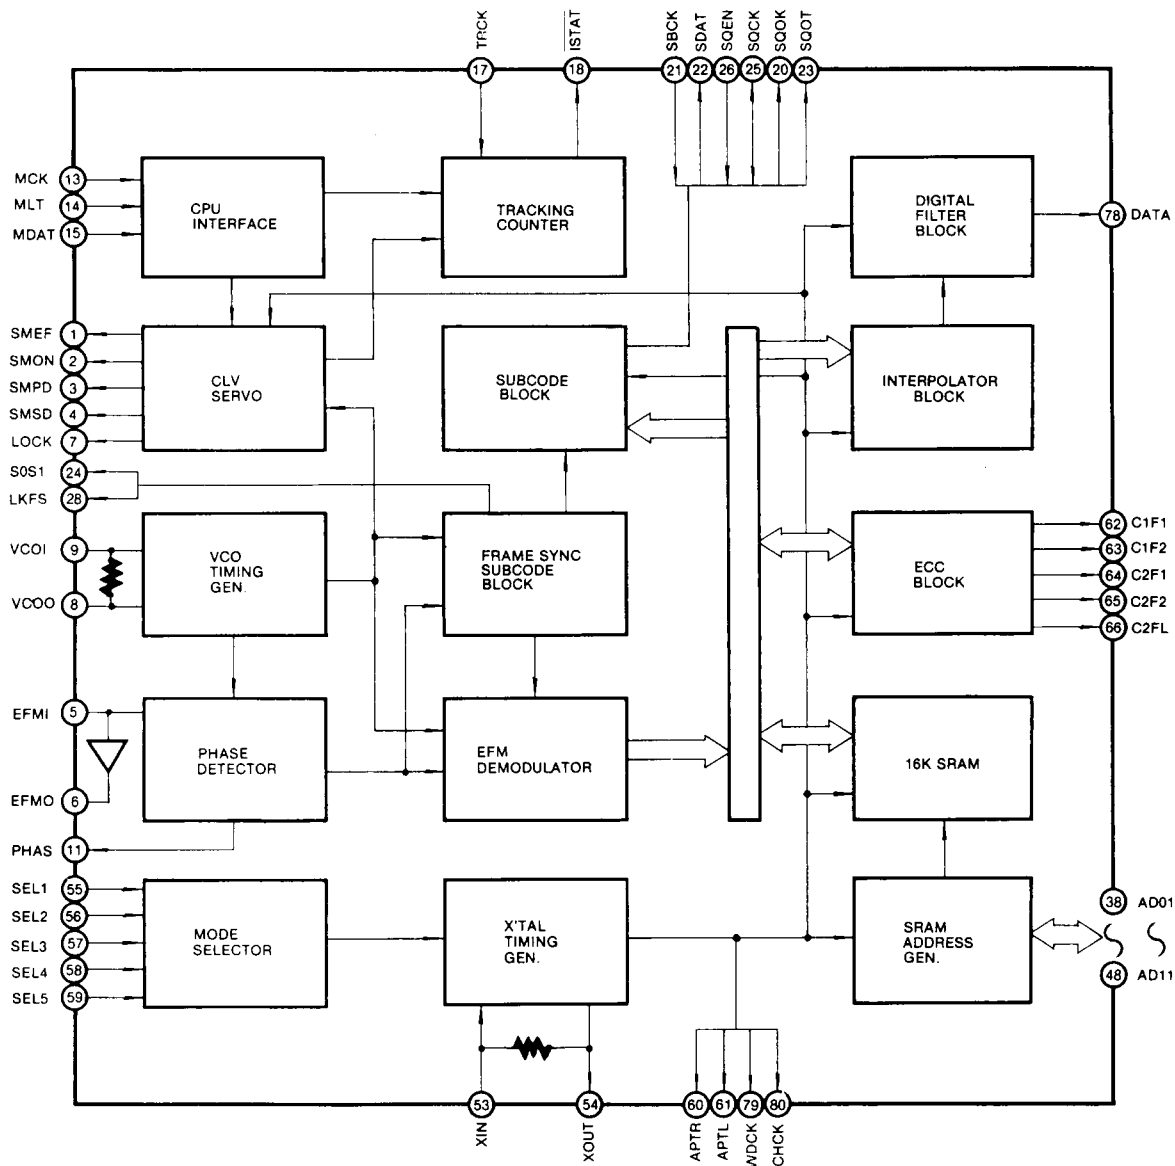 TRCK
ISTAT
SBCK
SDAT
SQEN
SQCK
SQOK
SQOT
17
18
21
22
26
25
20
23
MCK 13
MLT 14
MDAT 15
CPU
INTERFACE
TRACKING
COUNTER
DIGITAL
FILTER
BLOCK
78 DATA
SMEF 1
SMON 2
SMPD 3
SMSD 4
LOCK 7
CLV
SERVO
SUBCODE
BLOCK
INTERPOLATOR
BLOCK
S0S1 24
LKFS 28
VCOI 9
VCOO 8
VCO
TIMING
GEN.
FRAME SYNC
SUBCODE
BLOCK
ECC
BLOCK
62 C1F1
63 C1F2
64 C2F1
65 C2F2
66 C2FL
EFMI 5
EFMO 6
PHAS 11
PHASE
DETECTOR
EFM
DEMODULATOR
16K SRAM
SEL1 55
SEL2 56
SEL3 57
SEL4 58
SEL5 59
MODE
SELECTOR
X'TAL
TIMING
GEN.
SRAM
ADDRESS
GEN.
38 AD01
48 AD11
53
54
60
61
79
80
XIN
XOUT
APTR
APTL
WDCK
CHCK